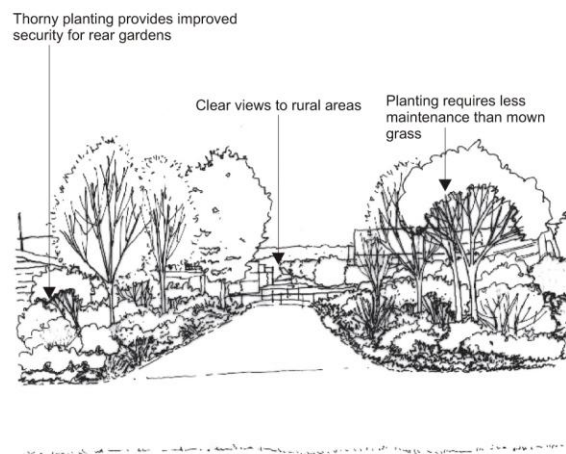 Thorny planting provides improved
security for rear gardens
Clear views to rural areas
Planting requires less
maintenance than mown
grass